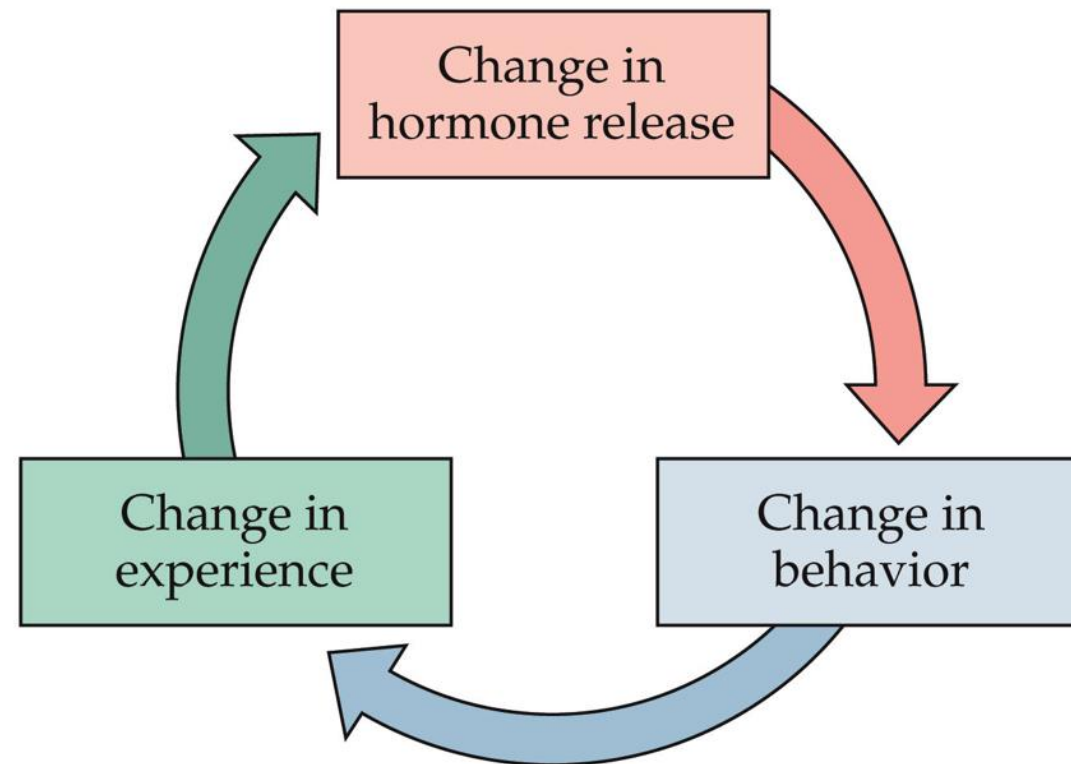 Change in
hormone release
Change in
experience
Change in
behavior